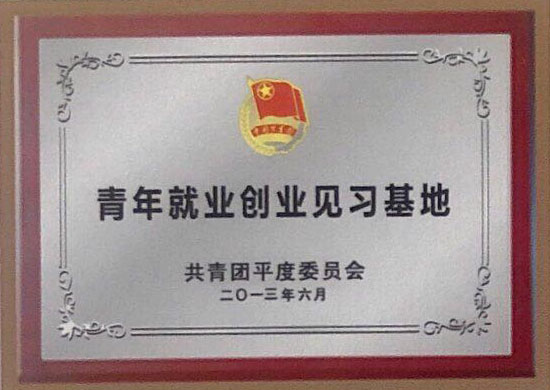 青年就业创业见习基地
共青团平度委员会
二〇一三年六月